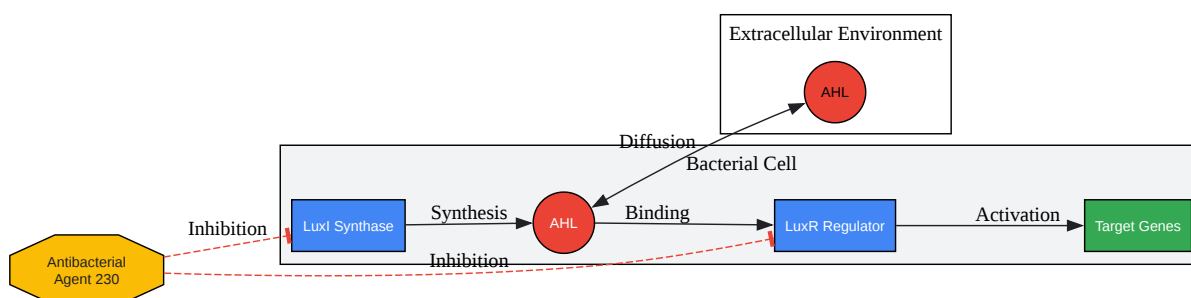 Extracellular Environment
AHL
Diffusion
Bacterial Cell
LuxI Synthase
Synthesis
AHL
Binding
LuxR Regulator
Activation
Target Genes
Inhibition
Inhibition
Antibacterial
Agent 230